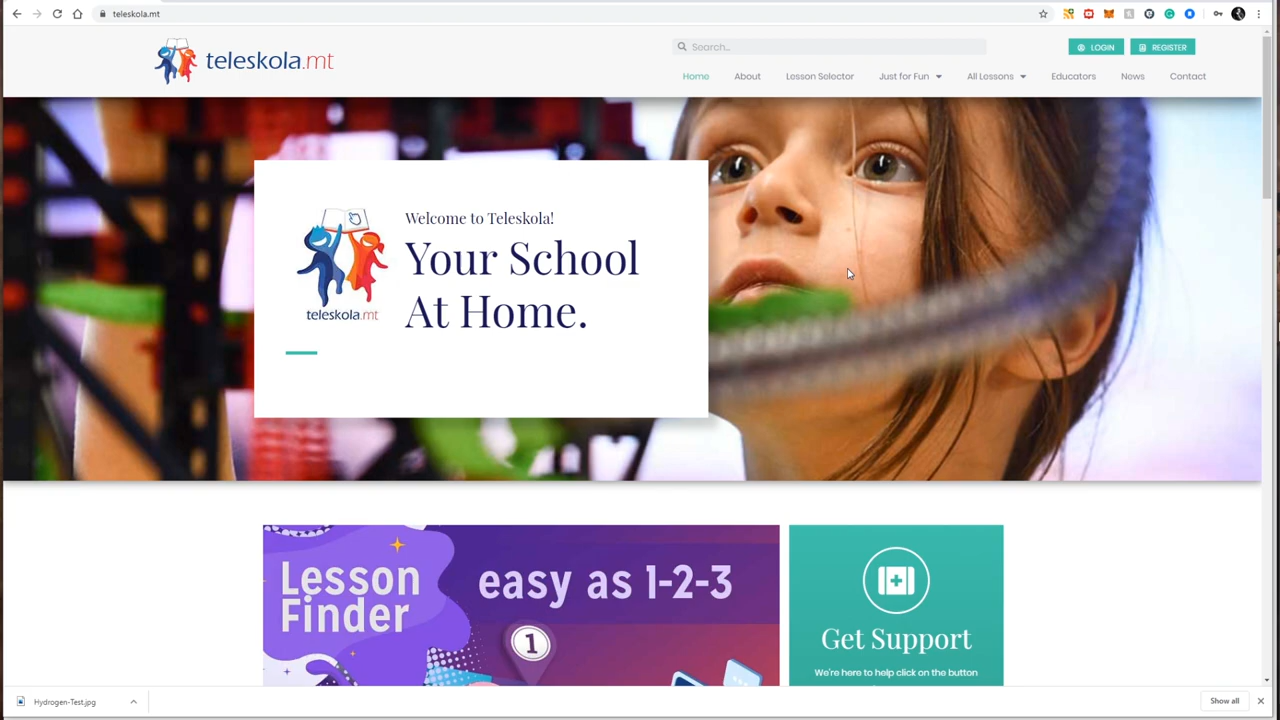 teleskola.mt
teleskola.mt
Search...
LOGIN
REGISTER
Home
About
Lesson Selector
Just for Fun
All Lessons
Educators
News
Contact
Welcome to Teleskola!
Your School
At Home.
teleskola.mt
Lesson
Finder
easy as 1-2-3
1
Get Support
We're here to help click on the button
Hydrogen-Test.jpg
Show all